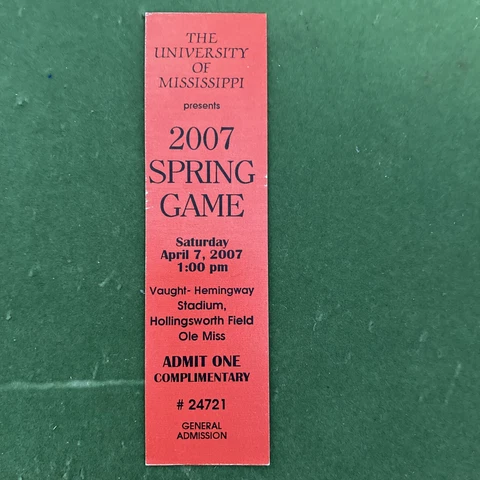 THE
UNIVERSITY
OF
MISSISSIPPI
presents
2007
SPRING
GAME
Saturday
April 7, 2007
1:00 pm
Vaught- Hemingway
Stadium,
Hollingsworth Field
Ole Miss
ADMIT ONE
COMPLIMENTARY
# 24721
GENERAL
ADMISSION